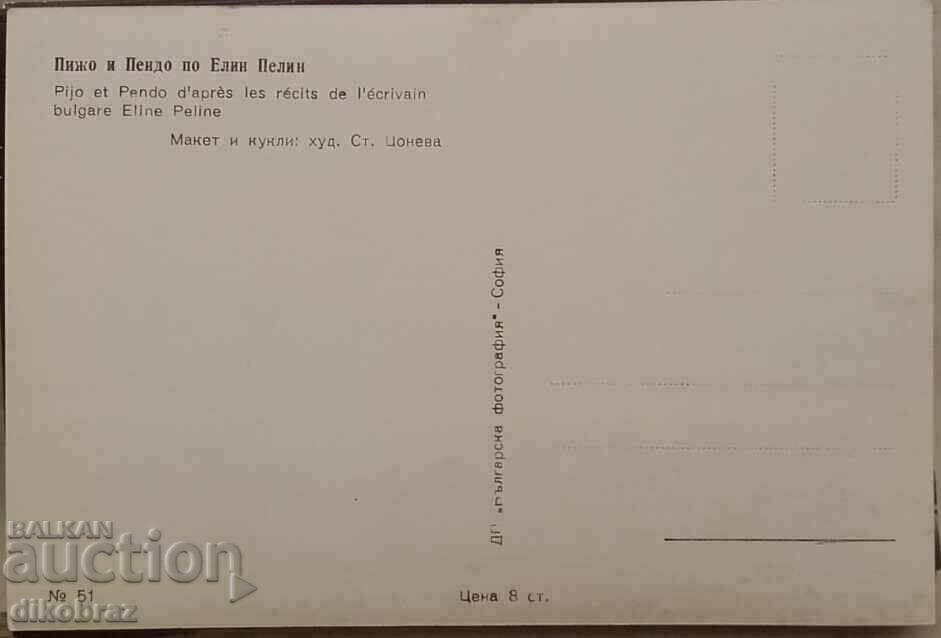 Пижо и Пендо по Елин Пелин
Pijo et Pendo d'après les récits de l'écrivain
bulgare Eline Peline
Макет и кукли: худ. Ст. Цонева
ДП „Българска фотография" - София
№ 51
Цена 8 ст.
BALKAN
auction
dikobraz